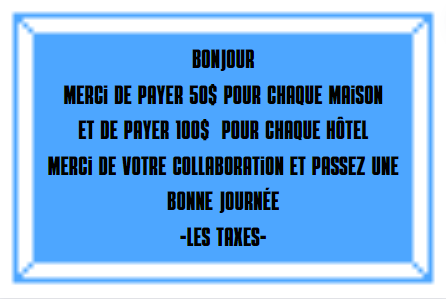 BONJOUR
MERCi DE PAYER 50$ POUR CHAQUE MAiSON
ET DE PAYER 100$ POUR CHAQUE HÔTEL
MERCi DE VOTRE COLLABORATiON ET PASSEZ UNE
BONNE JOURNÉE
-LES TAXES-